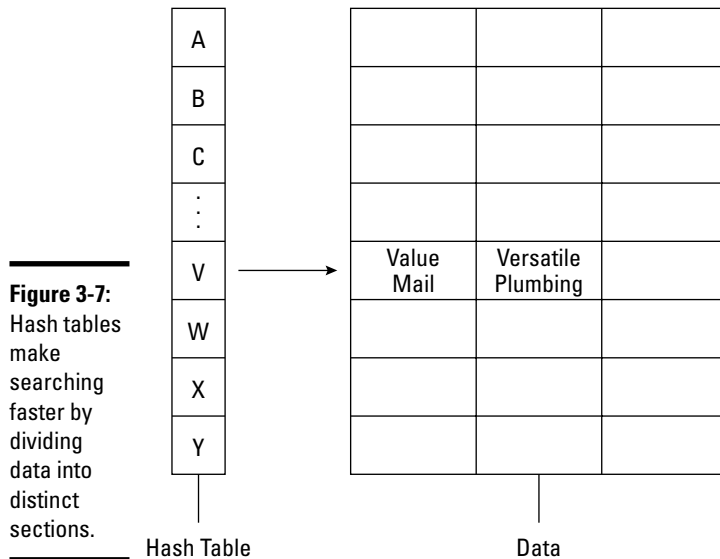 A
B
C
.
.
.
V
Value
Mail
Versatile
Plumbing
W
X
Y
Figure 3-7:
Hash tables
make
searching
faster by
dividing
data into
distinct
sections.
Hash Table
Data